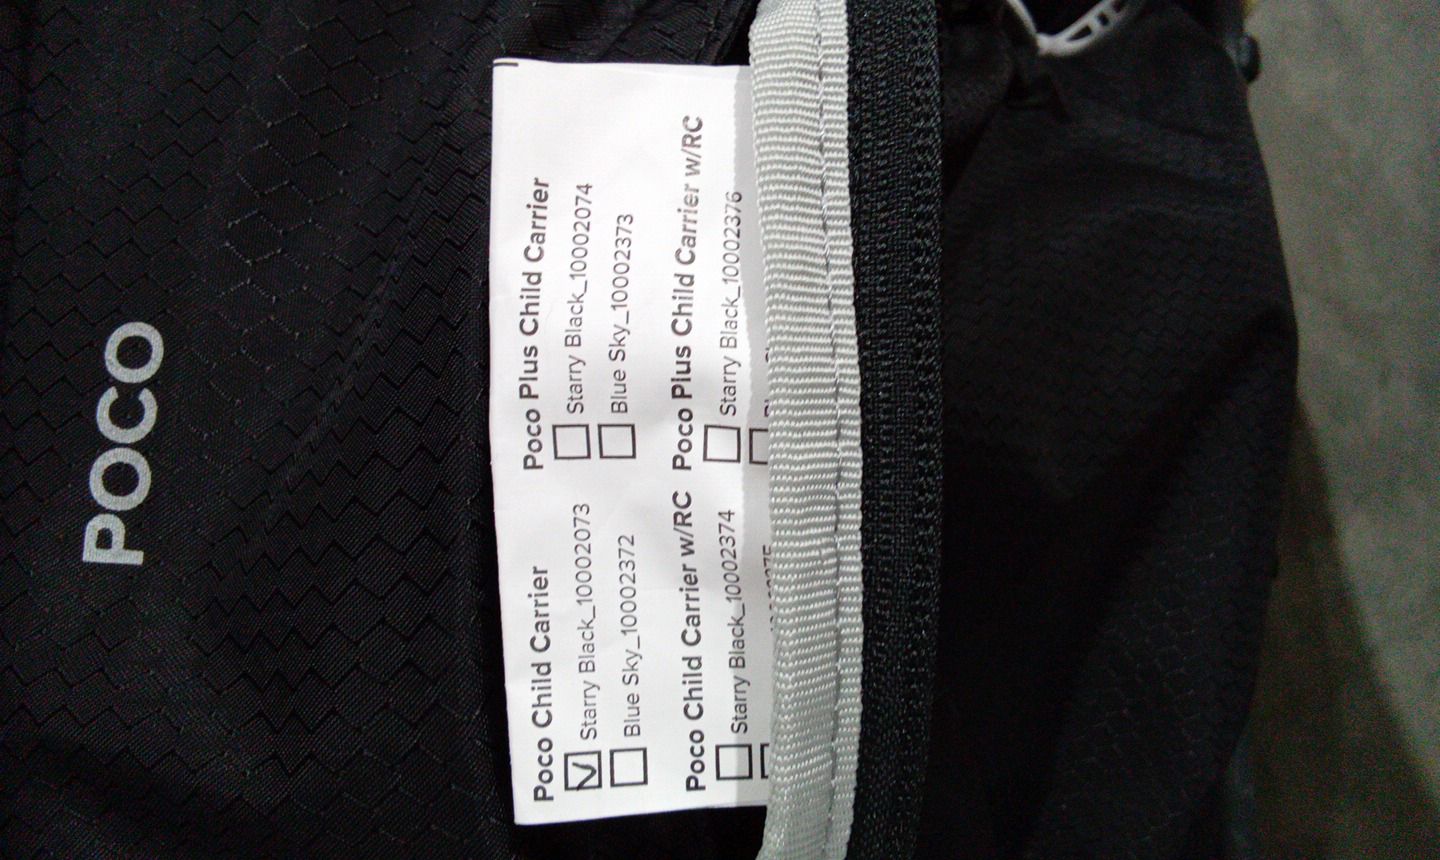 POCO
Poco Child Carrier
Starry Black_10002073
Blue Sky_10002372
Poco Plus Child Carrier
Starry Black_10002074
Blue Sky_10002373
Poco Child Carrier w/RC
Starry Black_10002374
Poco Plus Child Carrier w/RC
Starry Black_10002376